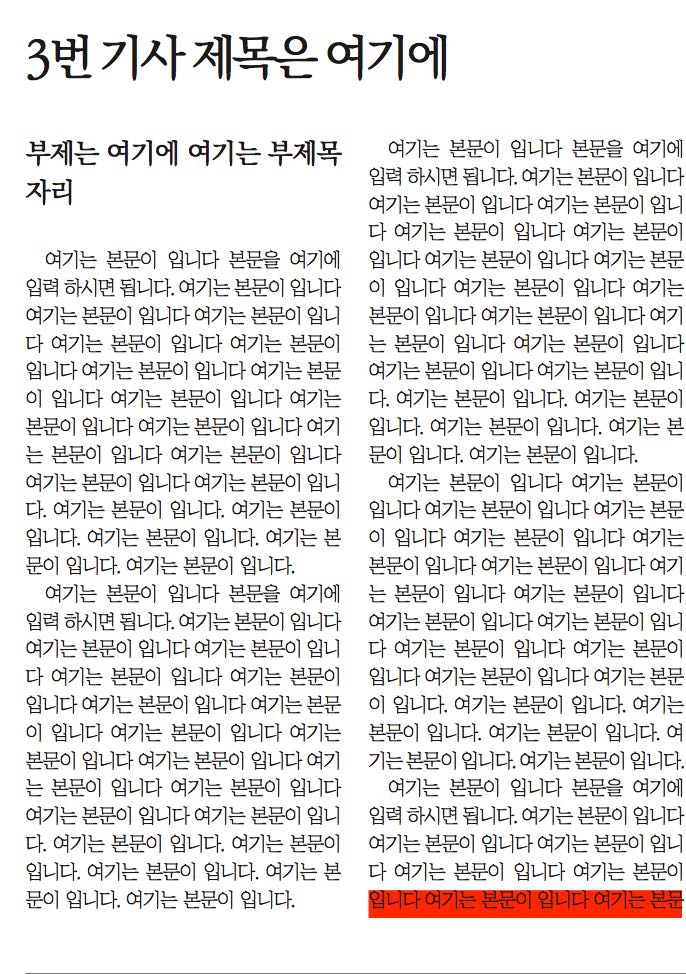 3번 기사 제목은 여기에
부제는 여기에 여기는 부제목
자리
여기는 본문이 입니다 본문을 여기에
입력 하시면 됩니다. 여기는 본문이 입니다
여기는 본문이 입니다 여기는 본문이 입니
다 여기는 본문이 입니다 여기는 본문이
입니다 여기는 본문이 입니다 여기는 본문
이 입니다 여기는 본문이 입니다 여기는
본문이 입니다 여기는 본문이 입니다 여기
는 본문이 입니다 여기는 본문이 입니다
여기는 본문이 입니다 여기는 본문이 입니
다. 여기는 본문이 입니다. 여기는 본문이
입니다. 여기는 본문이 입니다. 여기는 본
문이 입니다. 여기는 본문이 입니다.
여기는 본문이 입니다 본문을 여기에
입력 하시면 됩니다. 여기는 본문이 입니다
여기는 본문이 입니다 여기는 본문이 입니
다 여기는 본문이 입니다 여기는 본문이
입니다 여기는 본문이 입니다 여기는 본문
이 입니다 여기는 본문이 입니다 여기는
본문이 입니다 여기는 본문이 입니다 여기
는 본문이 입니다 여기는 본문이 입니다
여기는 본문이 입니다 여기는 본문이 입니
다. 여기는 본문이 입니다. 여기는 본문이
입니다. 여기는 본문이 입니다. 여기는 본
문이 입니다. 여기는 본문이 입니다.
여기는 본문이 입니다 본문을 여기에
입력 하시면 됩니다. 여기는 본문이 입니다
여기는 본문이 입니다 여기는 본문이 입니
다 여기는 본문이 입니다 여기는 본문이
입니다 여기는 본문이 입니다 여기는 본문
이 입니다 여기는 본문이 입니다 여기는
본문이 입니다 여기는 본문이 입니다 여기
는 본문이 입니다 여기는 본문이 입니다
여기는 본문이 입니다 여기는 본문이 입니
다. 여기는 본문이 입니다. 여기는 본문이
입니다. 여기는 본문이 입니다. 여기는 본
문이 입니다. 여기는 본문이 입니다.
여기는 본문이 입니다 여기는 본문이
입니다 여기는 본문이 입니다 여기는 본문
이 입니다 여기는 본문이 입니다 여기는
본문이 입니다 여기는 본문이 입니다 여기
는 본문이 입니다 여기는 본문이 입니다
여기는 본문이 입니다 여기는 본문이 입니
다 여기는 본문이 입니다 여기는 본문이
입니다 여기는 본문이 입니다 여기는 본문
이 입니다. 여기는 본문이 입니다. 여기는
본문이 입니다. 여기는 본문이 입니다. 여
기는 본문이 입니다. 여기는 본문이 입니다.
여기는 본문이 입니다 본문을 여기에
입력 하시면 됩니다. 여기는 본문이 입니다
여기는 본문이 입니다 여기는 본문이 입니
다 여기는 본문이 입니다 여기는 본문이
입니다 여기는 본문이 입니다 여기는 본문